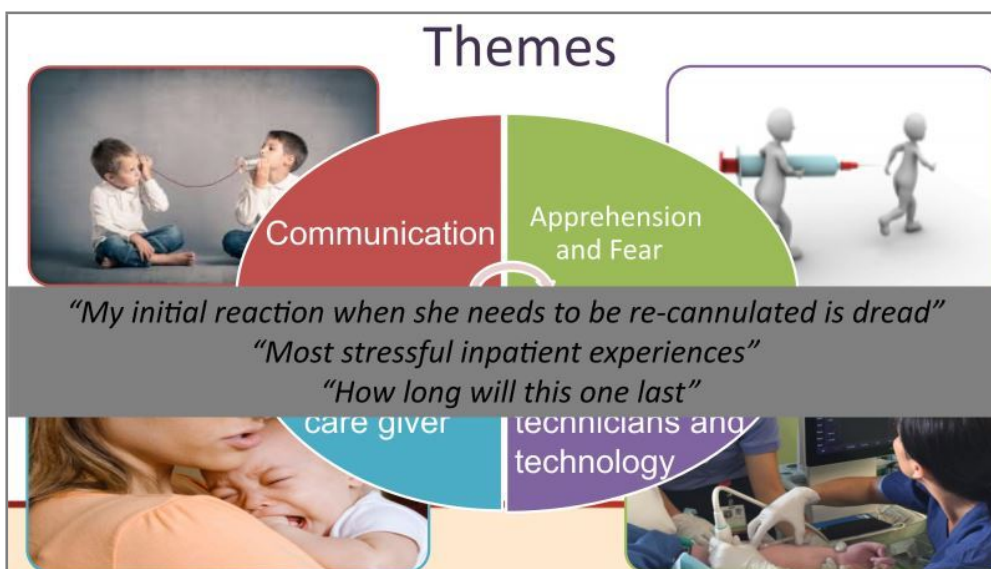 Themes
Communication
Apprehension
and Fear
“My initial reaction when she needs to be re-cannulated is dread”
“Most stressful inpatient experiences”
“How long will this one last”
care giver
technicians and
technology